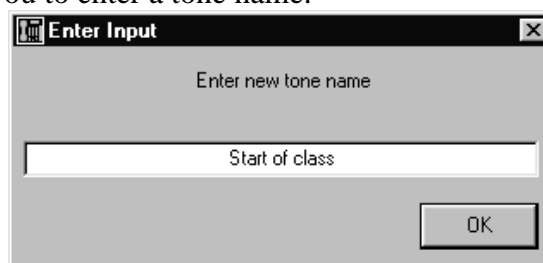 ou to enter a tone name.
Enter Input
Enter new tone name
Start of class
OK